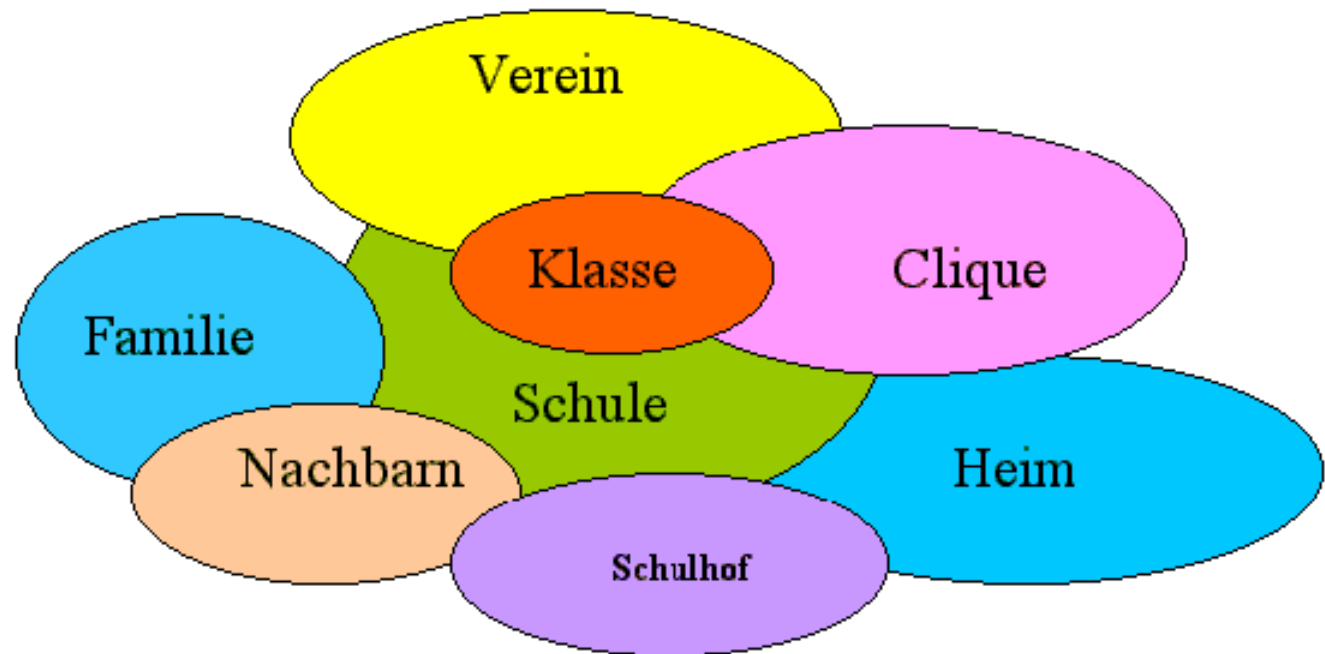 Verein
Klasse
Clique
Familie
Schule
Nachbarn
Heim
Schulhof